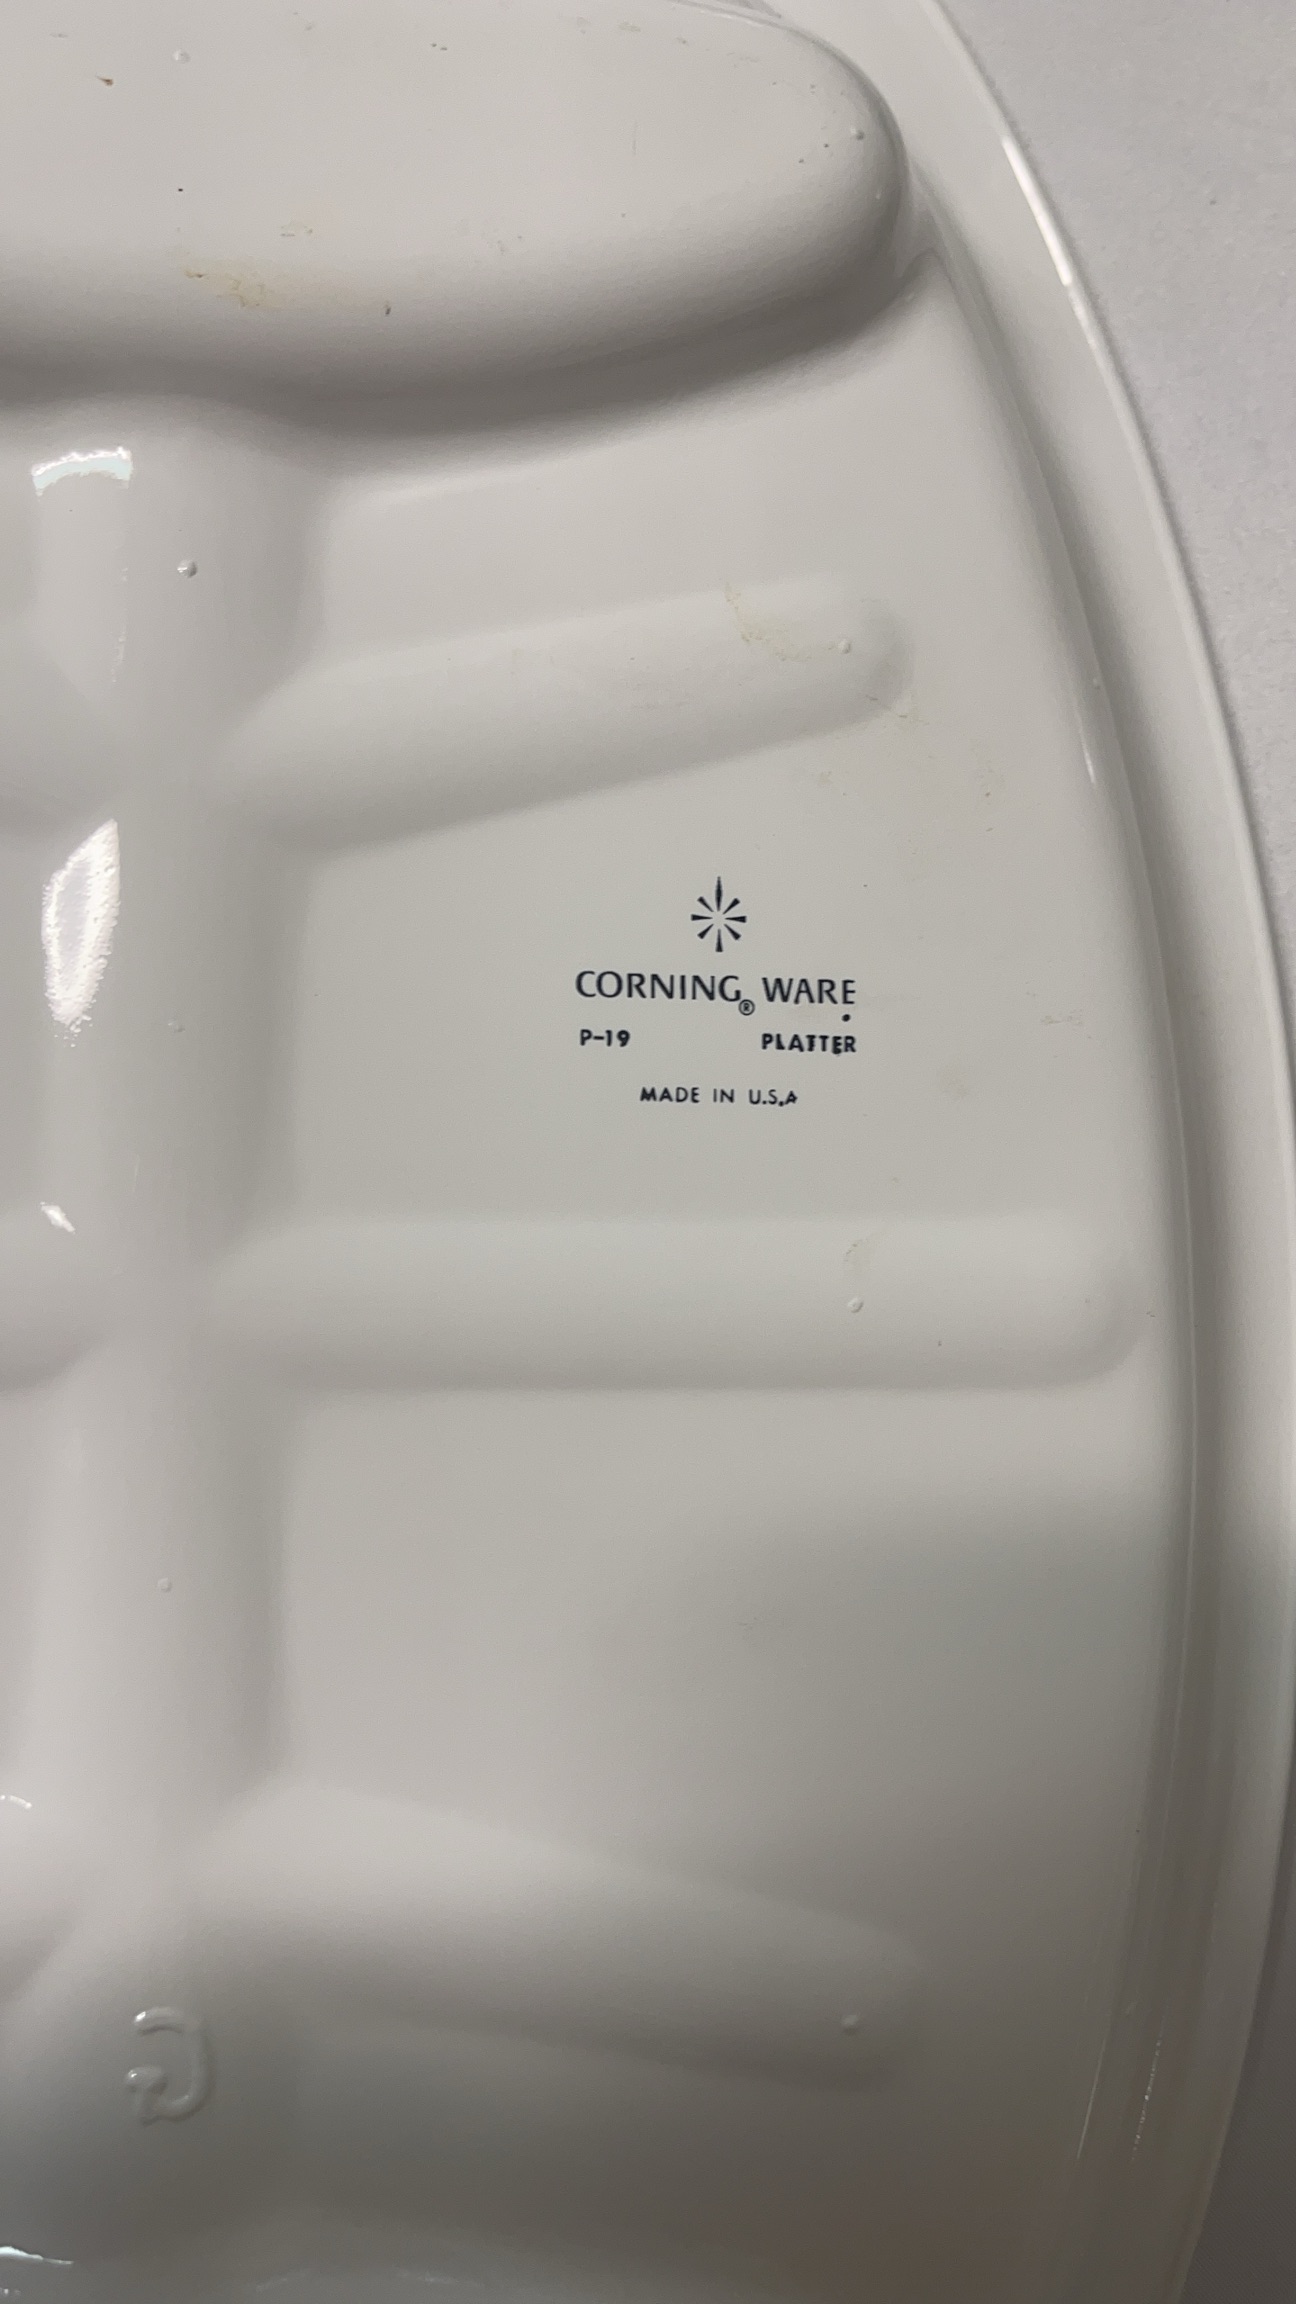 CORNING® WARE
P-19 PLATTER
MADE IN U.S.A
G